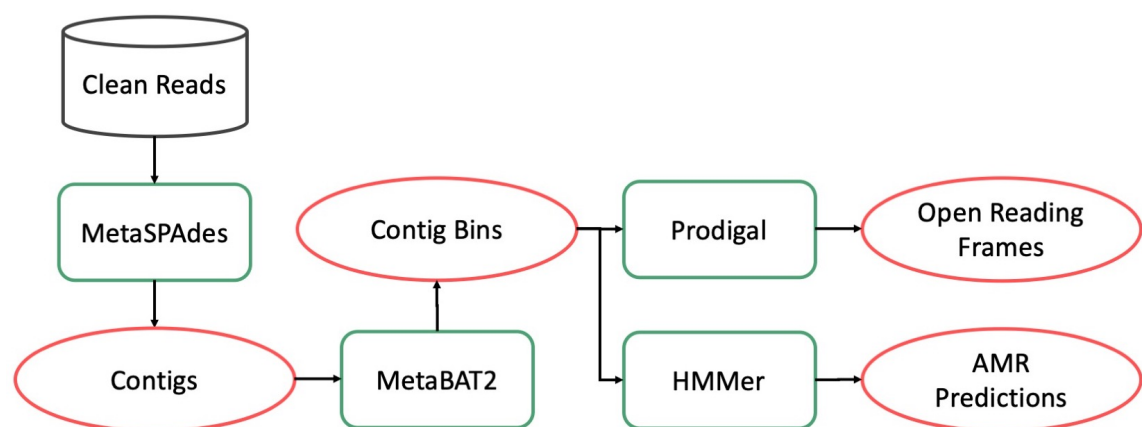 Clean Reads
MetaSPAdes
Contigs
MetaBAT2
Contig Bins
Prodigal
Open Reading
Frames
HMMer
AMR
Predictions